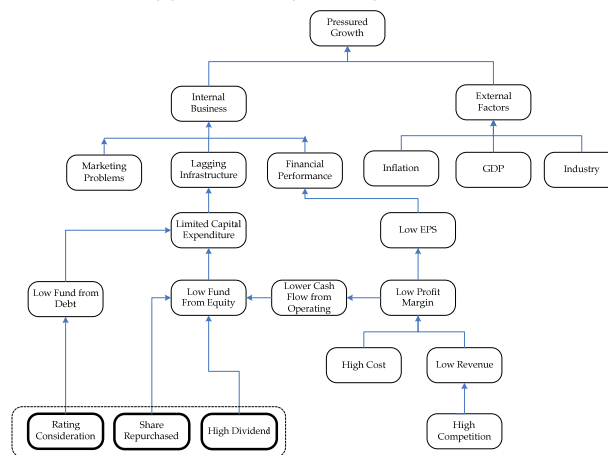 Pressured
Growth
Internal
Business
External
Factors
Marketing
Problems
Lagging
Infrastructure
Financial
Performance
Inflation
GDP
Industry
Limited Capital
Expenditure
Low EPS
Low Fund from
Debt
Low Fund
From Equity
Lower Cash
Flow from
Operating
Low Profit
Margin
High Cost
Low Revenue
Rating
Consideration
Share
Repurchased
High Dividend
High
Competition